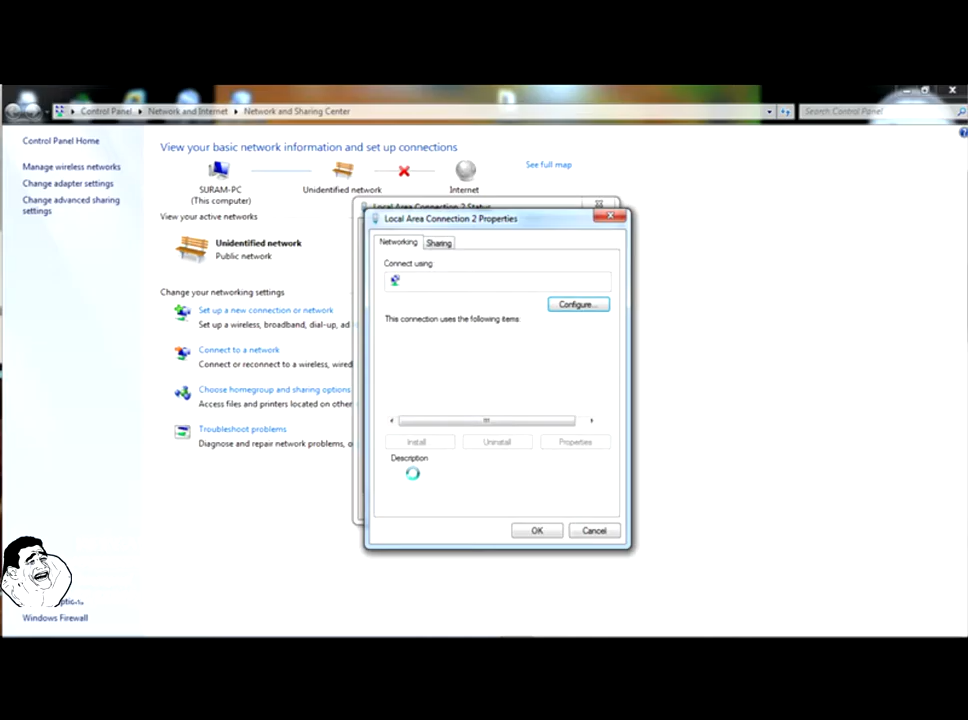 Control Panel
Network and Internet
Network and Sharing Center
Search Control Panel
Control Panel Home
Manage wireless networks
Change adapter settings
Change advanced sharing
settings
Windows Firewall
View your basic network information and set up connections
See full map
SURAM-PC
(This computer)
Unidentified network
Internet
View your active networks
Unidentified network
Public network
Change your networking settings
Set up a new connection or network
Set up a wireless, broadband, dial-up, ad
Connect to a network
Connect or reconnect to a wireless, wired
Choose homegroup and sharing options
Access files and printers located on other
Troubleshoot problems
Diagnose and repair network problems, o
Local Area Connection 2 Status
Local Area Connection 2 Properties
Networking
Sharing
Connect using
Configure...
This connection uses the following items:
Install
Uninstall
Properties
Description
OK
Cancel